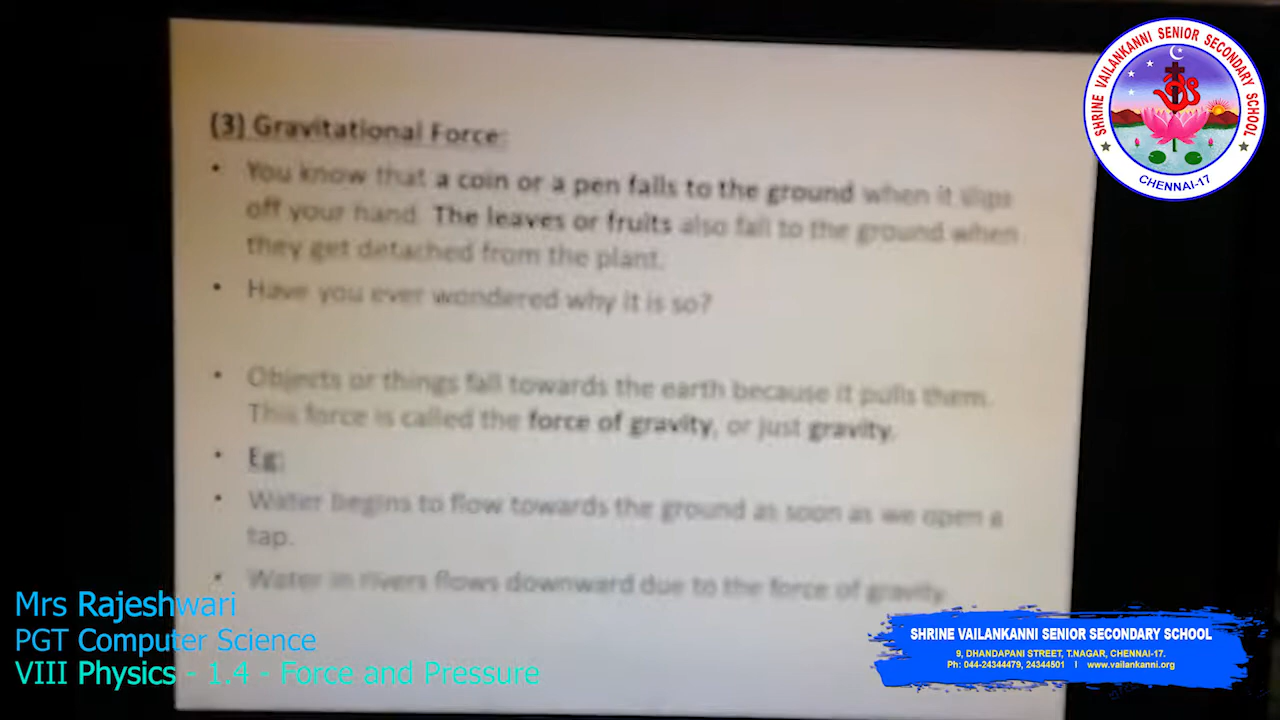 (3) Gravitational Force:
• You know that a coin or a pen falls to the ground when it slips
off your hand. The leaves or fruits also fall to the ground when
they get detached from the plant.
• Have you ever wondered why it is so?
• Objects or things fall towards the earth because it pulls them.
This force is called the force of gravity, or just gravity.
• Eg:
• Water begins to flow towards the ground as soon as we open a
tap.
• Water in rivers flows downward due to the force of gravity
SHRINE VAILANKANNI SENIOR SECONDARY SCHOOL
CHENNAI-17
Mrs Rajeshwari
PGT Computer Science
VIII Physics - 1.4 - Force and Pressure
SHRINE VAILANKANNI SENIOR SECONDARY SCHOOL
9, DHANDAPANI STREET, T.NAGAR, CHENNAI-17.
Ph: 044-24344479, 24344501 | www.vailankanni.org